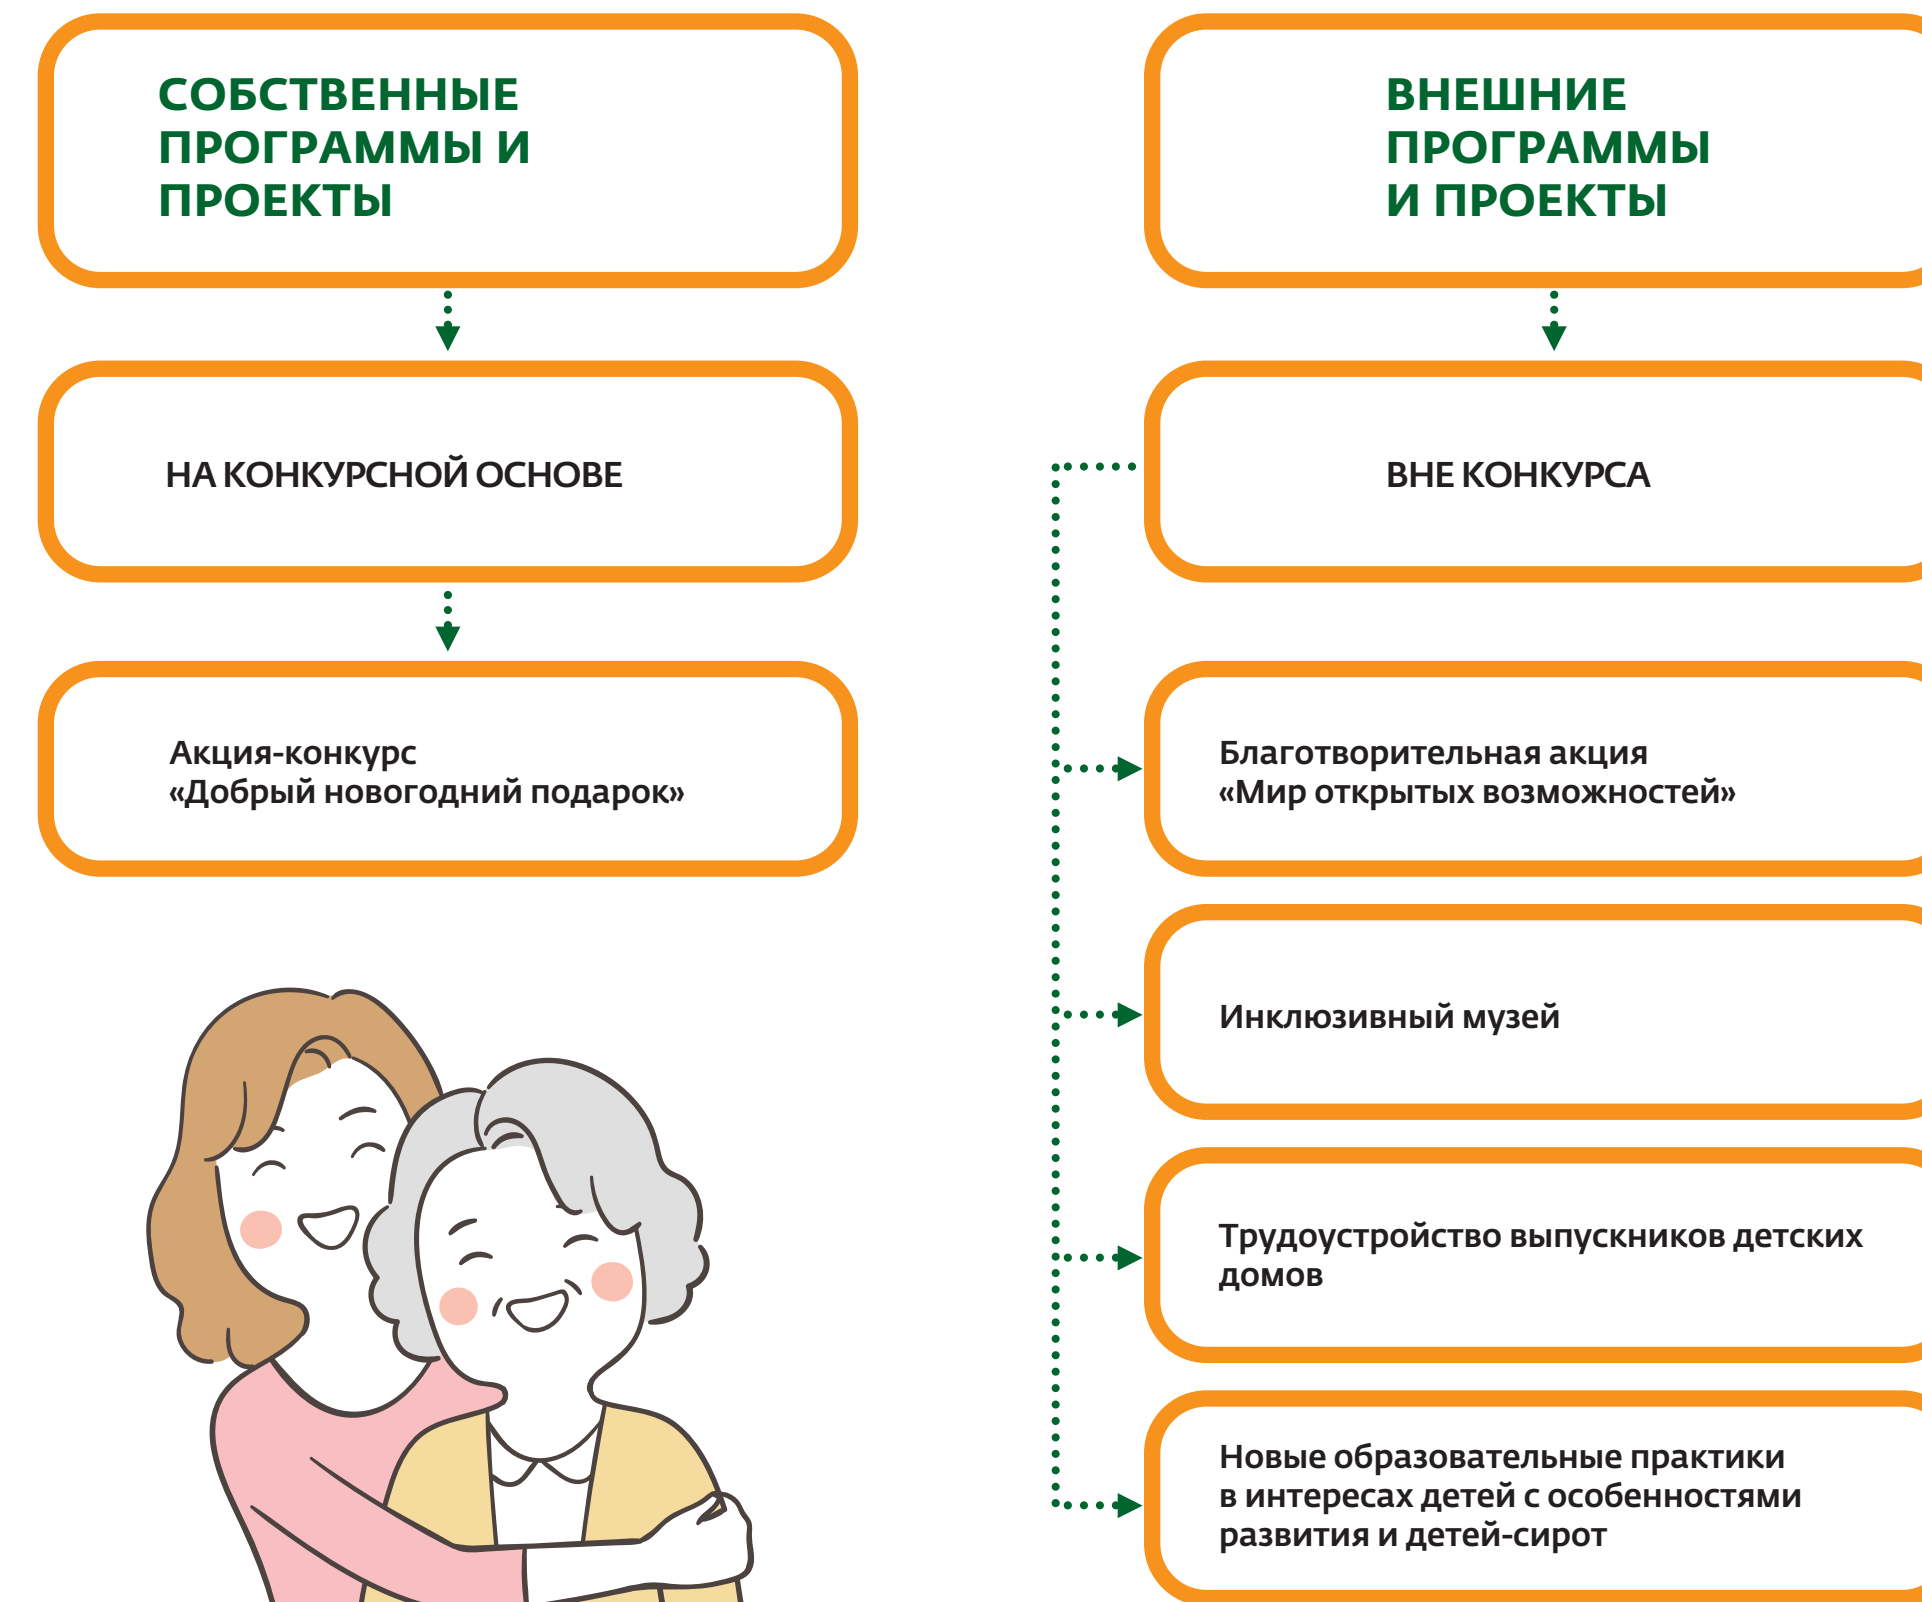 СОБСТВЕННЫЕ
ПРОГРАММЫ И
ПРОЕКТЫ
НА КОНКУРСНОЙ ОСНОВЕ
Акция-конкурс
«Добрый новогодний подарок»
ВНЕШНИЕ
ПРОГРАММЫ
И ПРОЕКТЫ
ВНЕ КОНКУРСА
Благотворительная акция
«Мир открытых возможностей»
Инклюзивный музей
Трудоустройство выпускников детских
домов
Новые образовательные практики
в интересах детей с особенностями
развития и детей-сирот